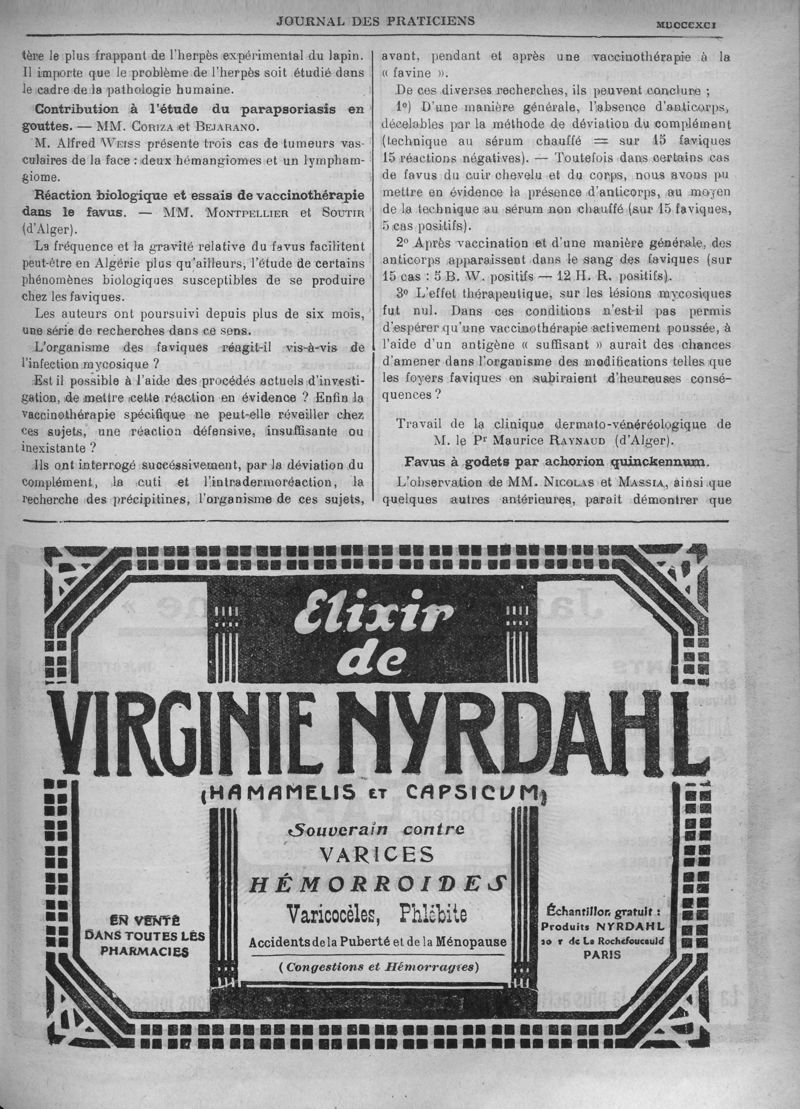 JOURNAL DES PRATICIENS
MDCCCXCI
tère le plus frappant de l'herpès expérimental du lapin.
Il importe que le problème de l'herpès soit étudié dans
le cadre de la pathologie humaine.
Contribution à l'étude du parapsoriasis en
gouttes. — MM. CORIZA et BEJARANO.
M. Alfred WEISS présente trois cas de tumeurs vas-
culaires de la face : deux hémangiomes et un lympham-
giome.
Réaction biologique et essais de vaccinothérapie
dans le favus. — MM. MONTPELLIER et SOUTIR
(d'Alger).
La fréquence et la gravité relative du favus facilitent
peut-être en Algérie plus qu'ailleurs, l'étude de certains
phénomènes biologiques susceptibles de se produire
chez les faviques.
Les auteurs ont poursuivi depuis plus de six mois,
une série de recherches dans ce sens.
L'organisme des faviques réagit-il vis-à-vis de
l'infection mycosique ?
Est il possible à l'aide des procédés actuels d'investi-
gation, de mettre cette réaction en évidence ? Enfin la
vaccinothérapie spécifique ne peut-elle réveiller chez
ces sujets, une réaction défensive, insuffisante ou
inexistante ?
Ils ont interrogé succéssivement, par la déviation du
complément, la cuti et l'intradermoréaction, la
recherche des précipitines, l'organisme de ces sujets,
avant, pendant et après une vaccinothérapie à la
« favine ».
De ces diverses recherches, ils peuvent conclure ;
1º) D'une manière générale, l'absence d'anticorps,
décelables par la méthode de déviation du complément
(technique au sérum chauffé = sur 15 faviques
15 réactions négatives). — Toutefois dans certains cas
de favus du cuir chevelu et du corps, nous avons pu
mettre en évidence la présence d'anticorps, au moyen
de la technique au sérum non chauffé (sur 15 faviques,
5 cas positifs).
2º Après vaccination et d'une manière générale, des
anticorps apparaissent dans le sang des faviques (sur
15 cas : 5 B. W. positifs — 12 H. R. positifs).
3º L'effet thérapeutique, sur les lésions mycosiques
fut nul. Dans ces conditions n'est-il pas permis
d'espérer qu'une vaccinothérapie activement poussée, à
l'aide d'un antigène « suffisant » aurait des chances
d'amener dans l'organisme des modifications telles que
les foyers faviques en subiraient d'heureuses consé-
quences ?
Travail de la clinique dermato-vénéréologique de
M. le Pr Maurice RAYNAUD (d'Alger).
Favus à godets par achorion quinckennum.
L'observation de MM. NICOLAS et MASSIA, ainsi que
quelques autres antérieures, parait démontrer que
Elixir
de
VIRGINIE NYRDAHL
(HAMAMELIS ET CAPSICUM)
Souverain contre
VARICES
HÉMORROIDES
Varicocèles, Phlébite
Accidents de la Puberté et de la Ménopause
(Congestions et Hémorragies)
EN VENTE
DANS TOUTES LES
PHARMACIES
Échantillon gratuit :
Produits NYRDAHL
20 r de La Rochefoucauld
PARIS